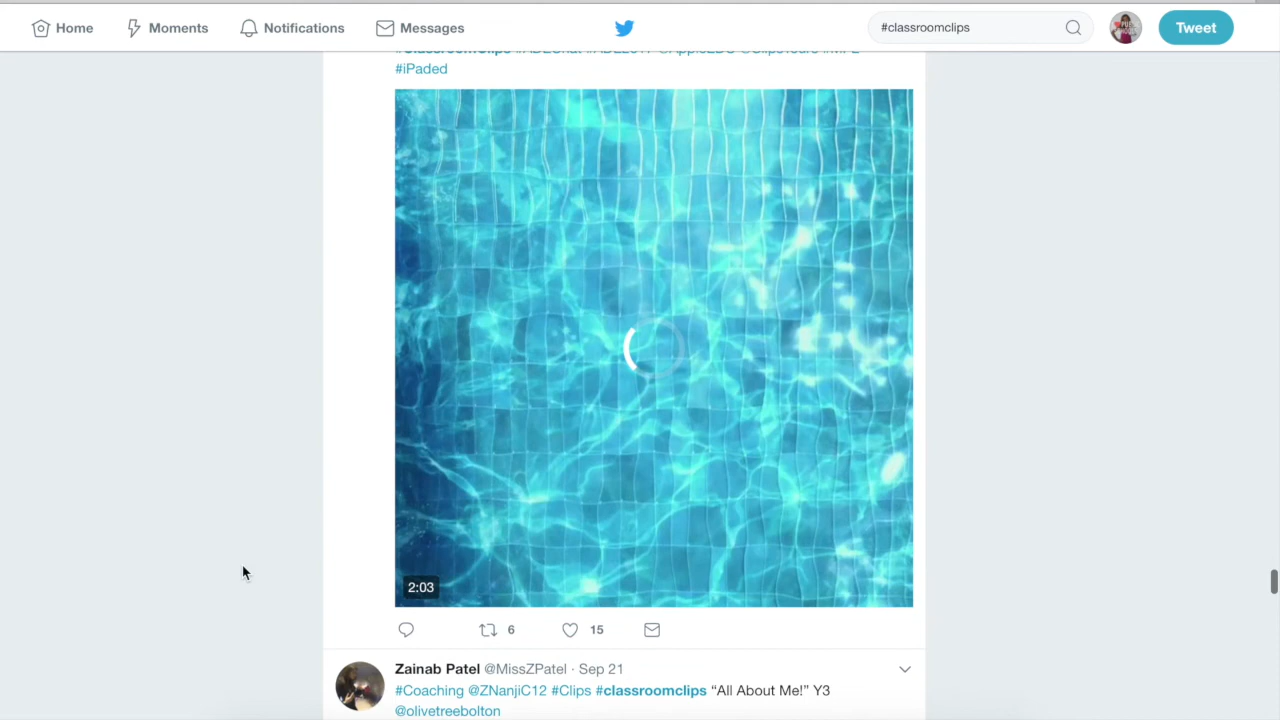 Home Moments Notifications Messages #classroomclips Tweet
#iPaded
2:03
6 15
Zainab Patel @MissZPatel · Sep 21
#Coaching @ZNanjiC12 #Clips #classroomclips “All About Me!” Y3
@olivetreebolton